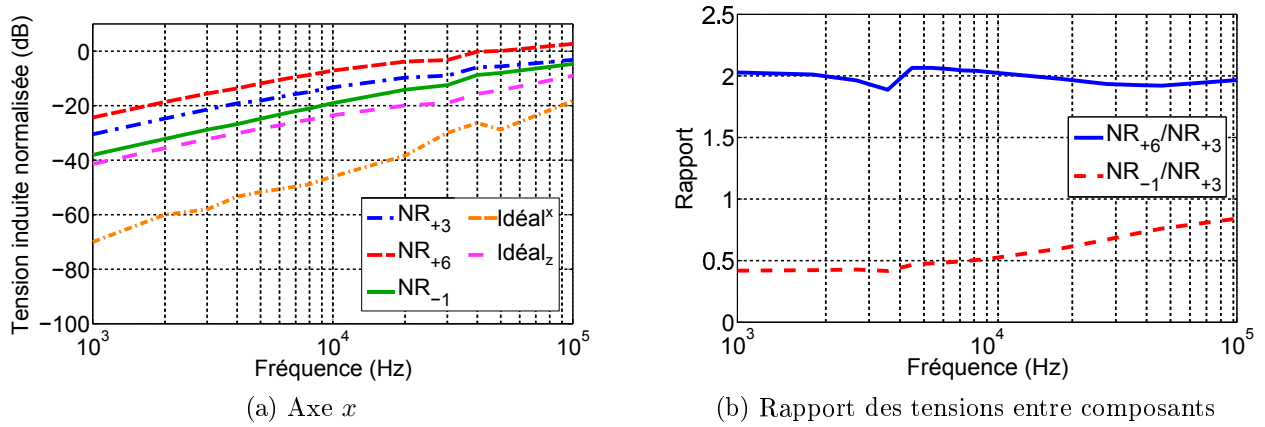 Tension induite normalisée (dB)
0
−20
−40
−60
−80
−100
10³
10⁴
10⁵
Fréquence (Hz)
NR₊₃
NR₊₆
NR₋₁
Idéalˣ
Idéal_z
(a) Axe x
Rapport
2.5
2
1.5
1
0.5
0
10³
10⁴
10⁵
Fréquence (Hz)
NR₊₆/NR₊₃
NR₋₁/NR₊₃
(b) Rapport des tensions entre composants